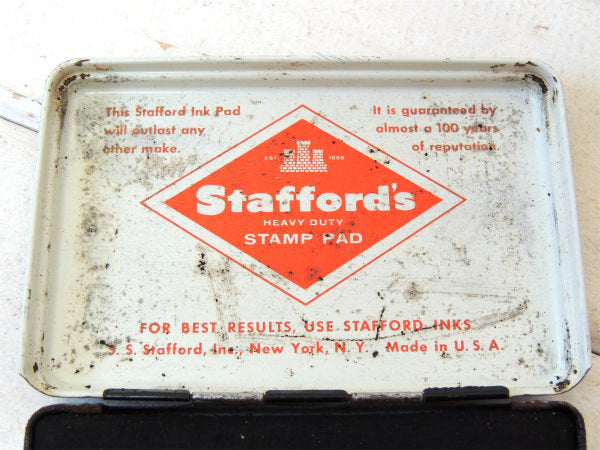 This Stafford Ink Pad
will outlast any
other make.
It is guaranteed by
almost a 100 years
of reputation.
EST. 1858
Stafford's
HEAVY DUTY
STAMP PAD
FOR BEST RESULTS, USE STAFFORD INKS
S. S. Stafford, Inc., New York, N. Y. Made in U. S. A.